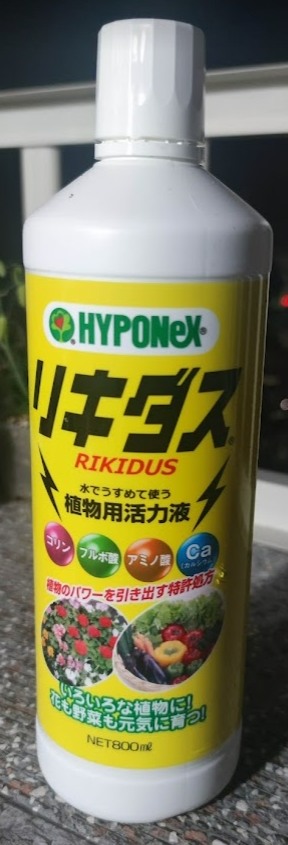 HYPONeX®
リキダス®
RIKIDUS
水でうすめて使う
植物用活力液
コリン フルボ酸 アミノ酸 Ca
(カルシウム)
植物のパワーを引き出す特許処方
いろいろな植物に!
花も野菜も元気に育つ!
NET800㎖